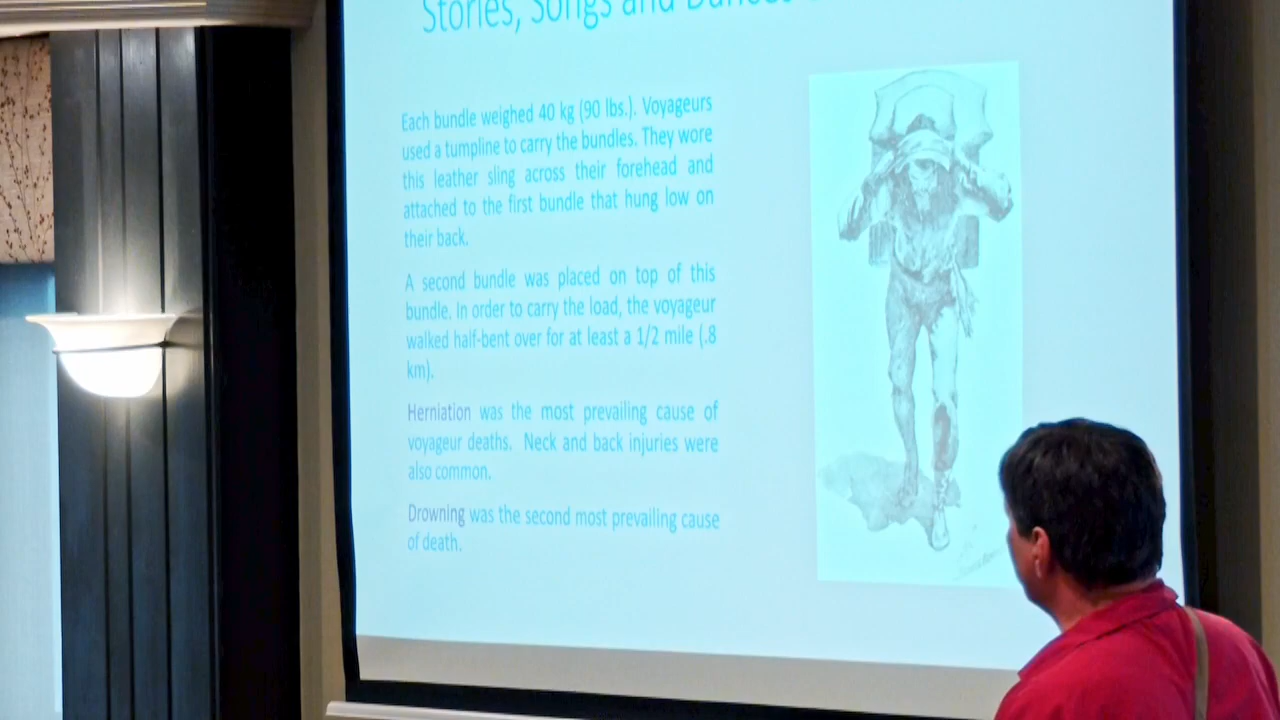 Stories, Songs and Dances
Each bundle weighed 40 kg (90 lbs.). Voyageurs
used a tumpline to carry the bundles. They wore
this leather sling across their forehead and
attached to the first bundle that hung low on
their back.
A second bundle was placed on top of this
bundle. In order to carry the load, the voyageur
walked half-bent over for at least a 1/2 mile (.8
km).
Herniation was the most prevailing cause of
voyageur deaths. Neck and back injuries were
also common.
Drowning was the second most prevailing cause
of death.